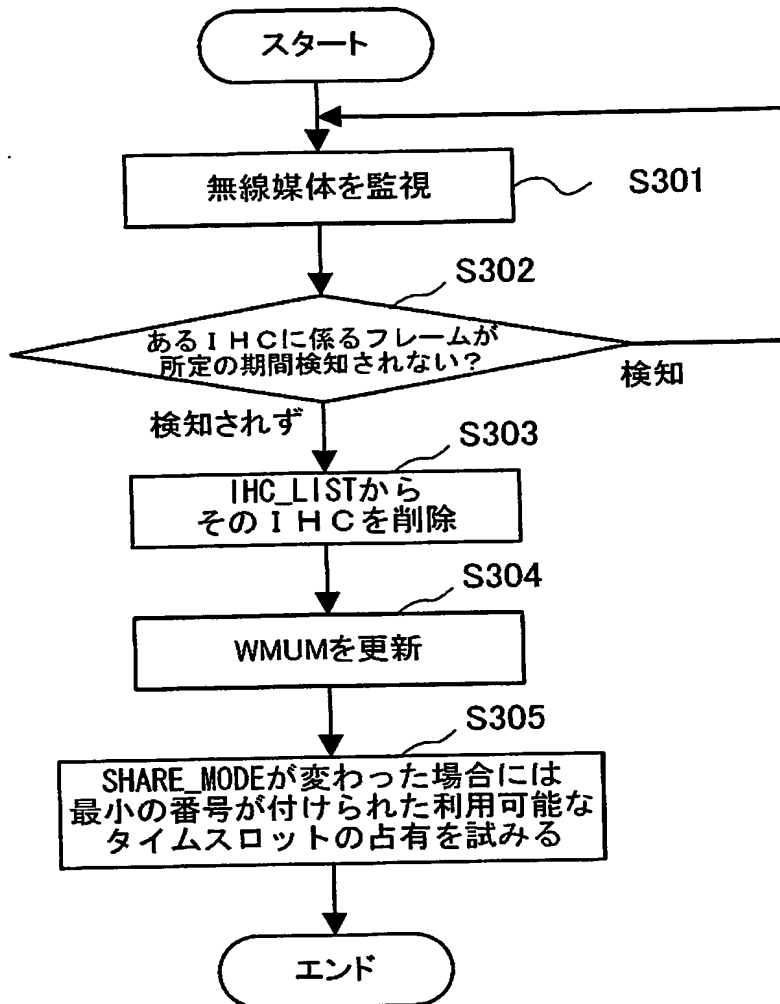 スタート
無線媒体を監視
S301
S302
あるIHCに係るフレームが
所定の期間検知されない?
検知
検知されず
S303
IHC_LISTから
そのIHCを削除
S304
WMUMを更新
S305
SHARE_MODEが変わった場合には
最小の番号が付けられた利用可能な
タイムスロットの占有を試みる
エンド